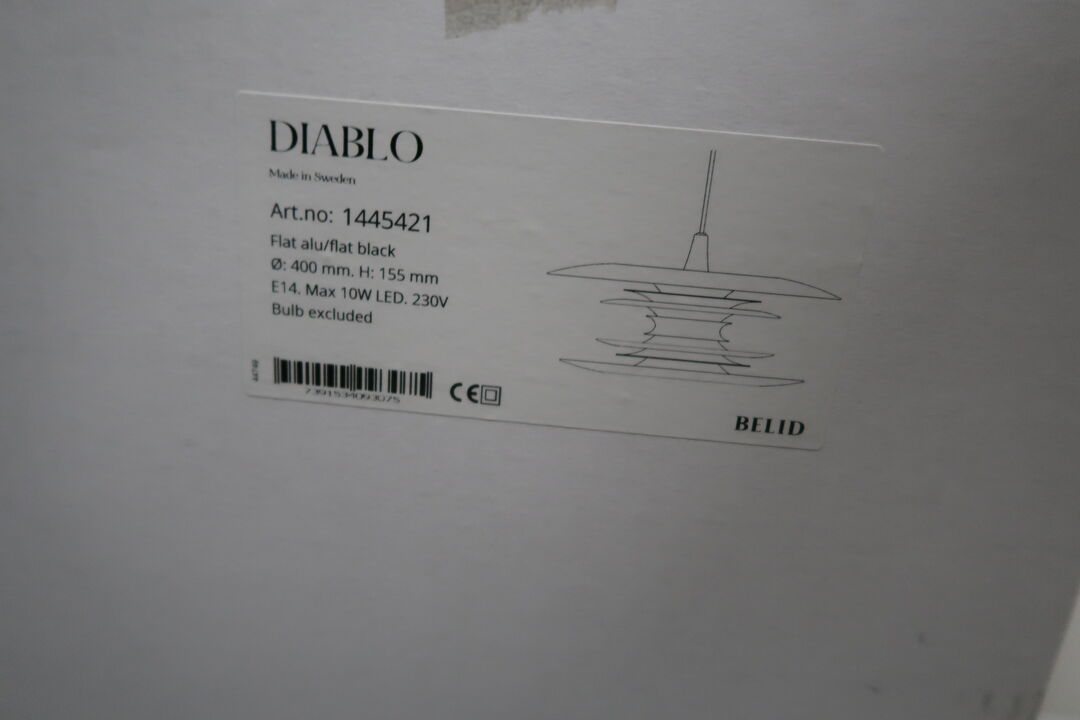 DIABLO
Made in Sweden
Art.no: 1445421
Flat alu/flat black
Ø: 400 mm. H: 155 mm
E14. Max 10W LED. 230V
Bulb excluded
7391534093075
CE
BELID